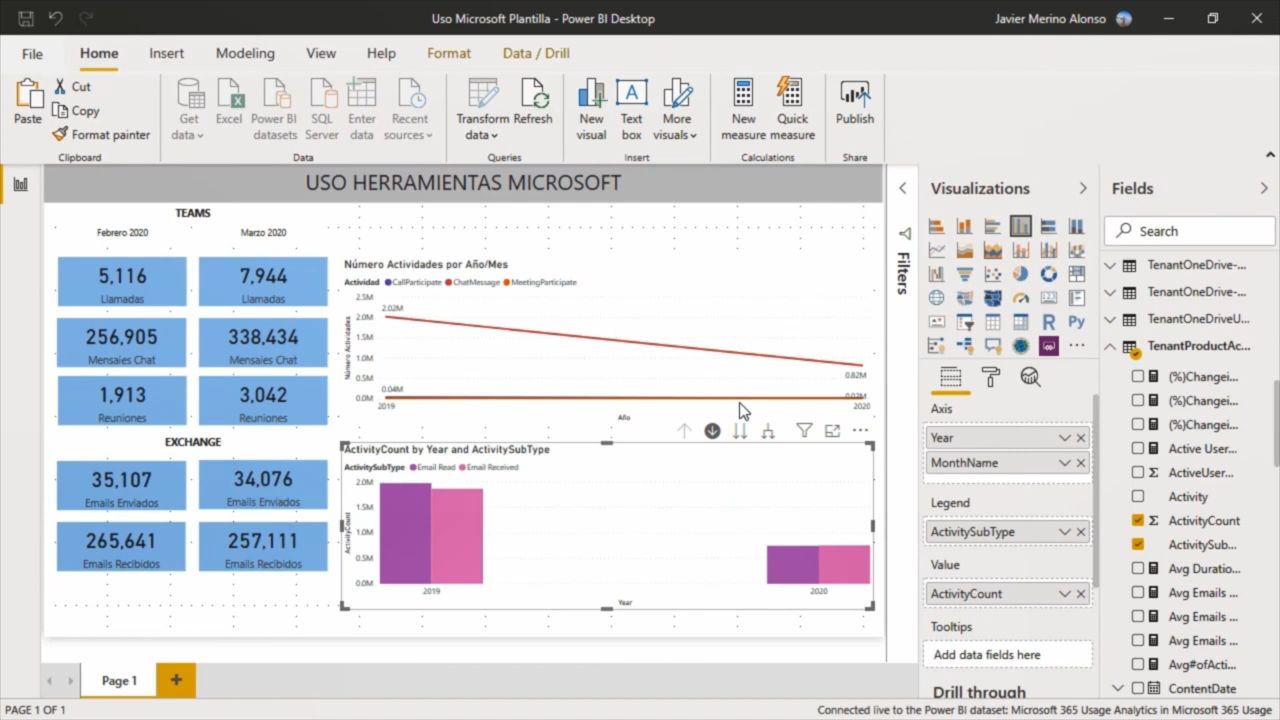 Uso Microsoft Plantilla - Power BI Desktop
Javier Merino Alonso
File Home Insert Modeling View Help Format Data / Drill
Paste
Cut
Copy
Format painter
Clipboard
Get data
Excel
Power BI datasets
SQL Server
Enter data
Recent sources
Data
Transform data
Refresh
Queries
New visual
Text box
More visuals
Insert
New measure
Quick measure
Calculations
Publish
Share
USO HERRAMIENTAS MICROSOFT
TEAMS
Febrero 2020 Marzo 2020
5,116 7,944
Llamadas Llamadas
256,905 338,434
Mensajes Chat Mensajes Chat
1,913 3,042
Reuniones Reuniones
EXCHANGE
35,107 34,076
Emails Enviados Emails Enviados
265,641 257,111
Emails Recibidos Emails Recibidos
Número Actividades por Año/Mes
Actividad CallParticipate ChatMessage MeetingParticipate
Número Actividades
2.5M
2.0M
1.5M
1.0M
0.5M
0.0M
2.02M
0.04M
0.82M
0.02M
2019 2020
Año
ActivityCount by Year and ActivitySubType
ActivitySubType Email Read Email Received
ActivityCount
2.0M
1.5M
1.0M
0.5M
0.0M
2019 2020
Year
Filters
Visualizations
R Py
Axis
Year
MonthName
Legend
ActivitySubType
Value
ActivityCount
Tooltips
Add data fields here
Drill through
Fields
Search
TenantOneDrive-...
TenantOneDrive-...
TenantOneDriveU...
TenantProductAc...
(%)Changei...
(%)Changei...
(%)Changei...
Active User...
ActiveUser...
Activity
ActivityCount
ActivitySub...
Avg Duratio...
Avg Emails ...
Avg Emails ...
Avg Emails ...
Avg#ofActi...
ContentDate
Page 1
PAGE 1 OF 1
Connected live to the Power BI dataset: Microsoft 365 Usage Analytics in Microsoft 365 Usage